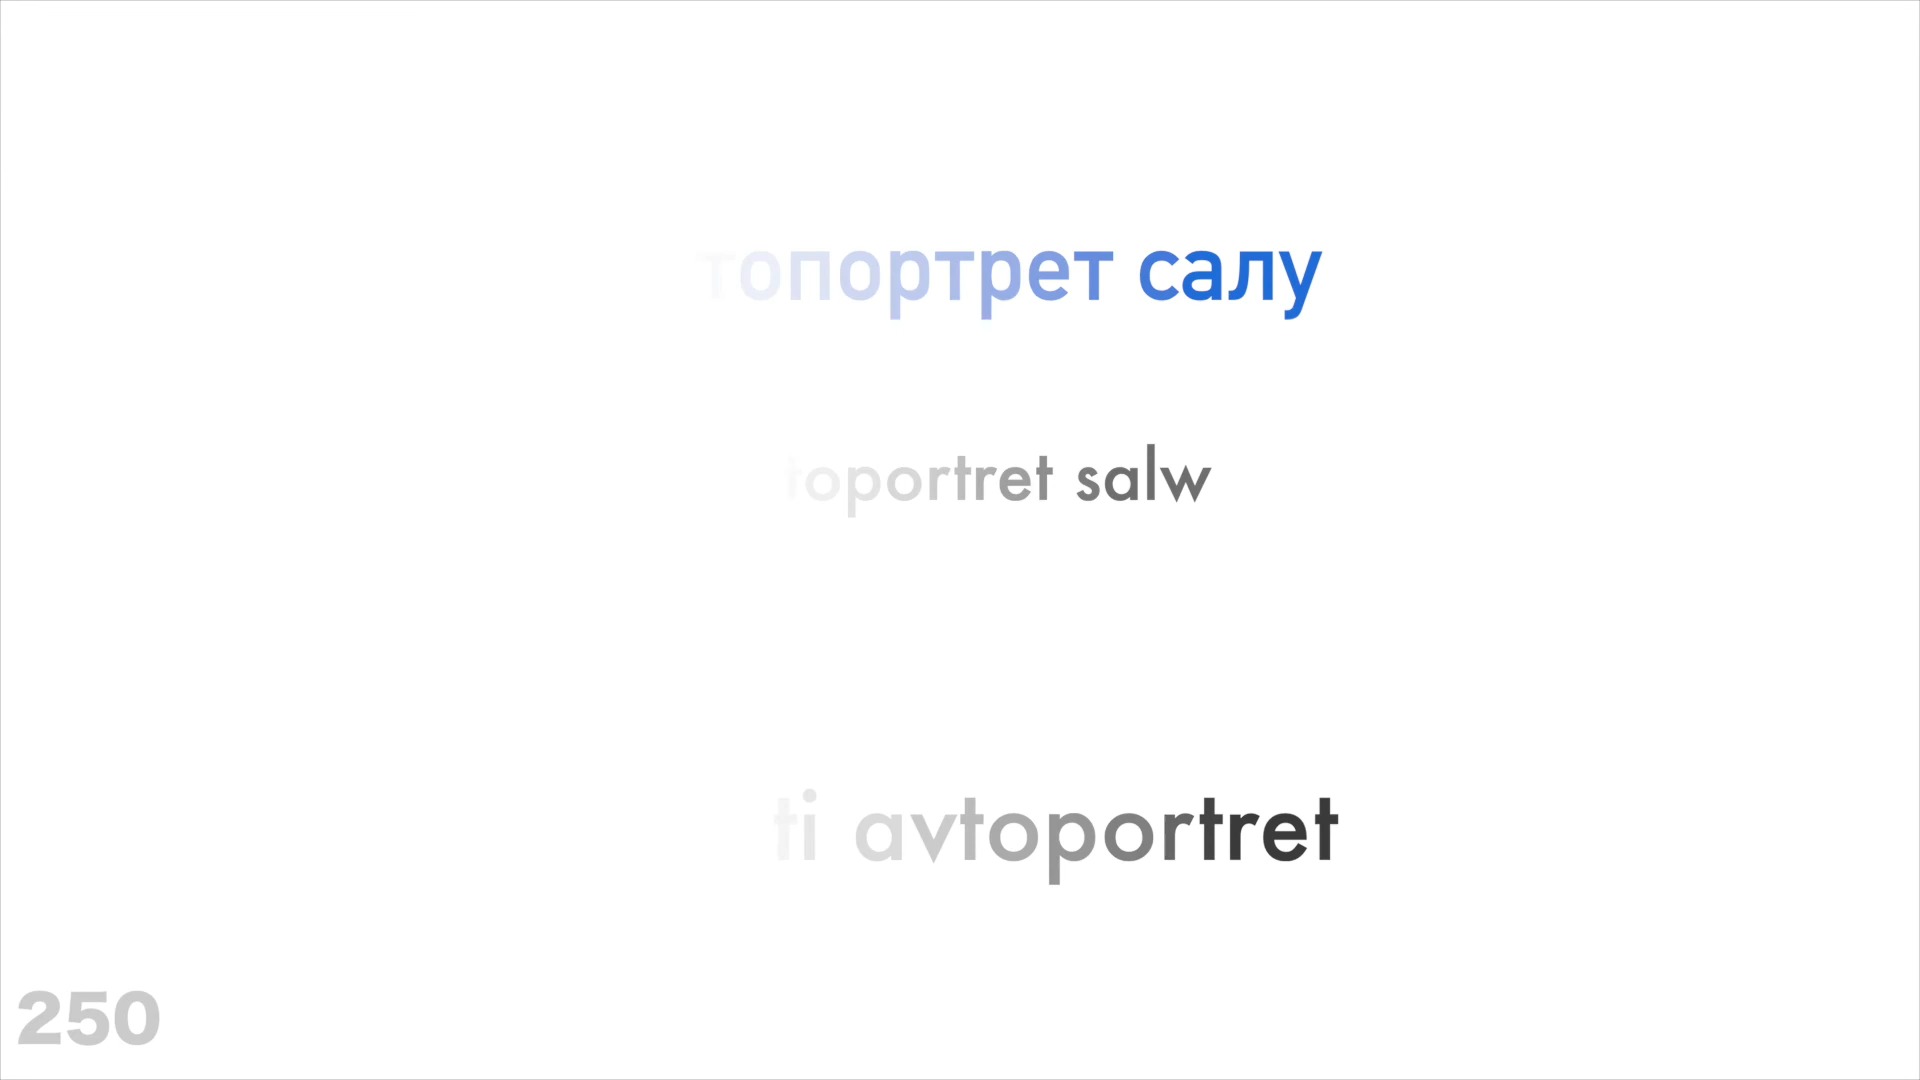 топортрет салу
toportret salw
ti avtoportret
250